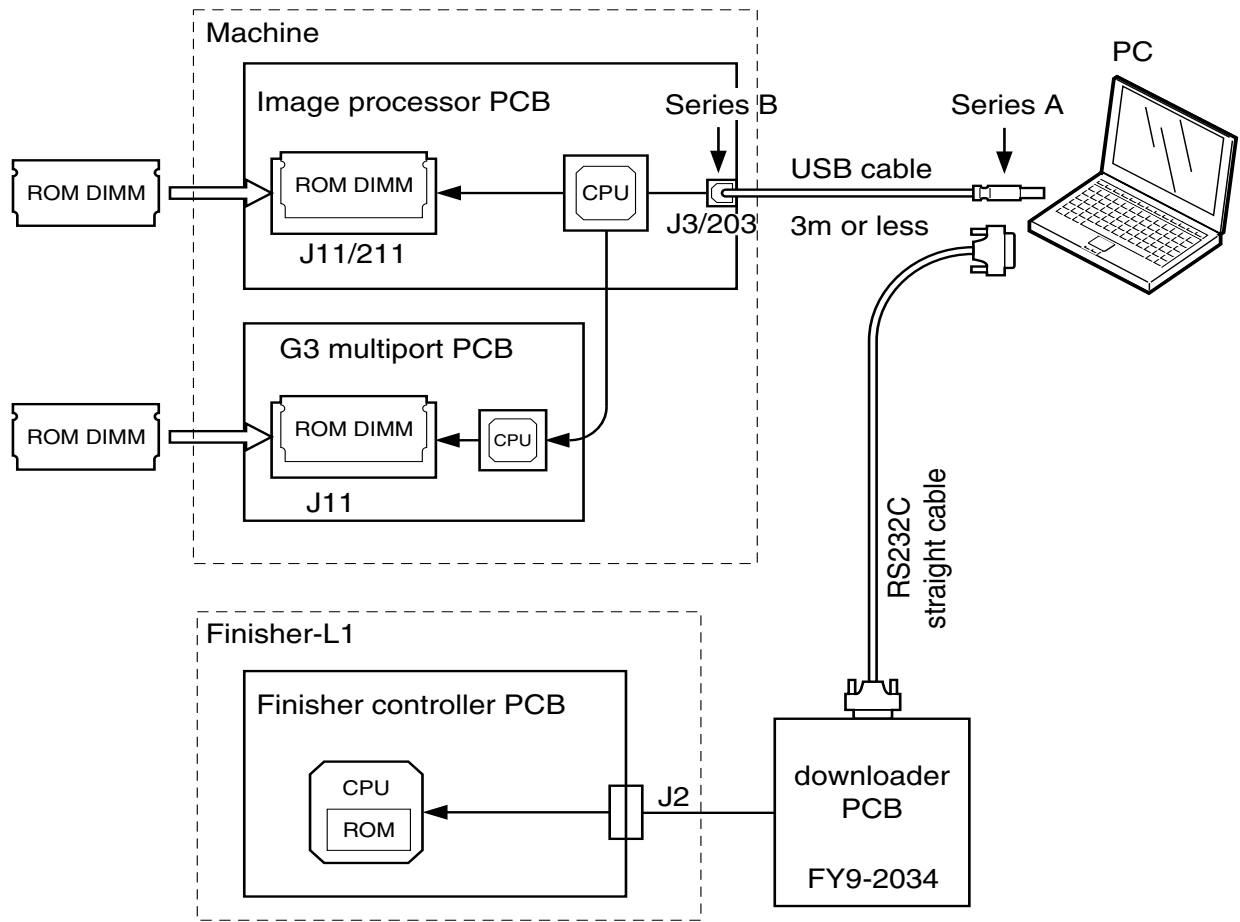 Machine
PC
Image processor PCB
Series B
Series A
ROM DIMM
ROM DIMM
CPU
USB cable
J11/211
J3/203
3m or less
G3 multiport PCB
ROM DIMM
ROM DIMM
CPU
J11
RS232C
straight cable
Finisher-L1
Finisher controller PCB
CPU
ROM
J2
downloader
PCB
FY9-2034